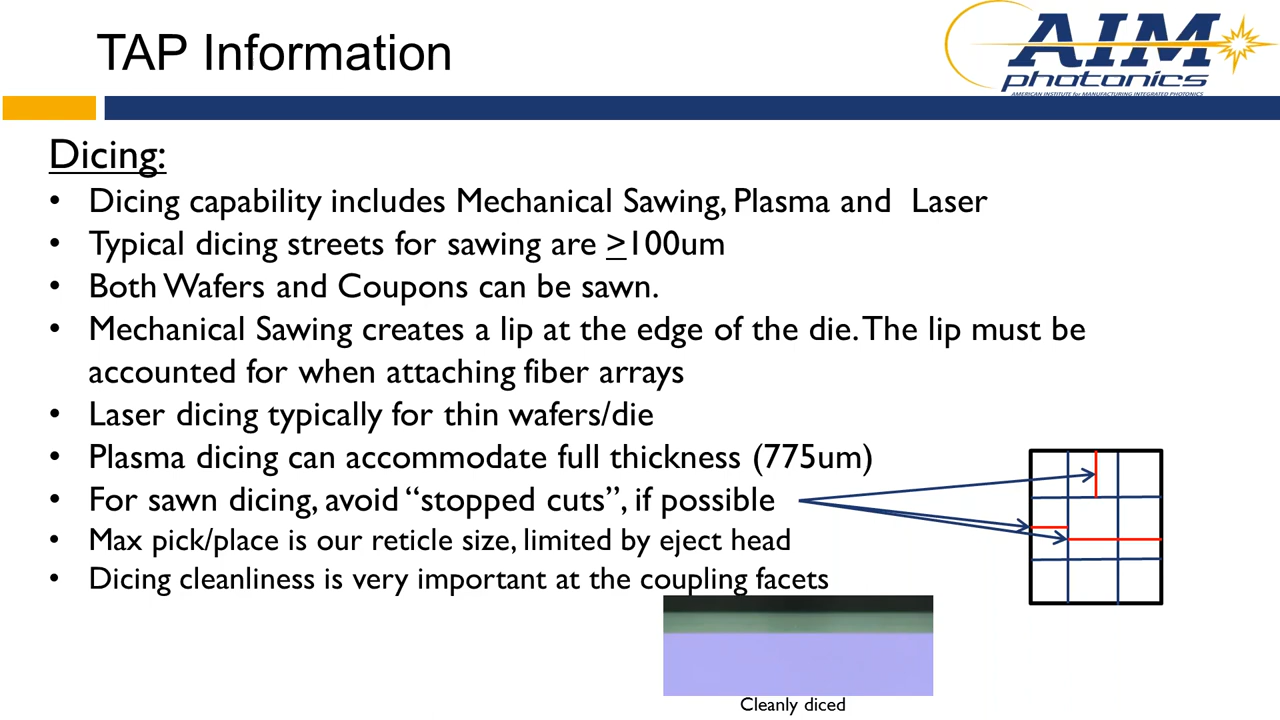 TAP Information
AIM
photonics
AMERICAN INSTITUTE for MANUFACTURING INTEGRATED PHOTONICS
Dicing:
• Dicing capability includes Mechanical Sawing, Plasma and Laser
• Typical dicing streets for sawing are >100um
• Both Wafers and Coupons can be sawn.
• Mechanical Sawing creates a lip at the edge of the die. The lip must be
accounted for when attaching fiber arrays
• Laser dicing typically for thin wafers/die
• Plasma dicing can accommodate full thickness (775um)
• For sawn dicing, avoid “stopped cuts”, if possible
• Max pick/place is our reticle size, limited by eject head
• Dicing cleanliness is very important at the coupling facets
Cleanly diced